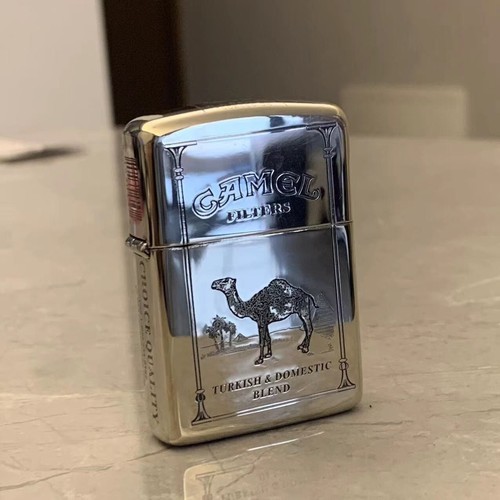 CAMEL
FILTERS
TURKISH & DOMESTIC
BLEND
CHOICE QUALITY